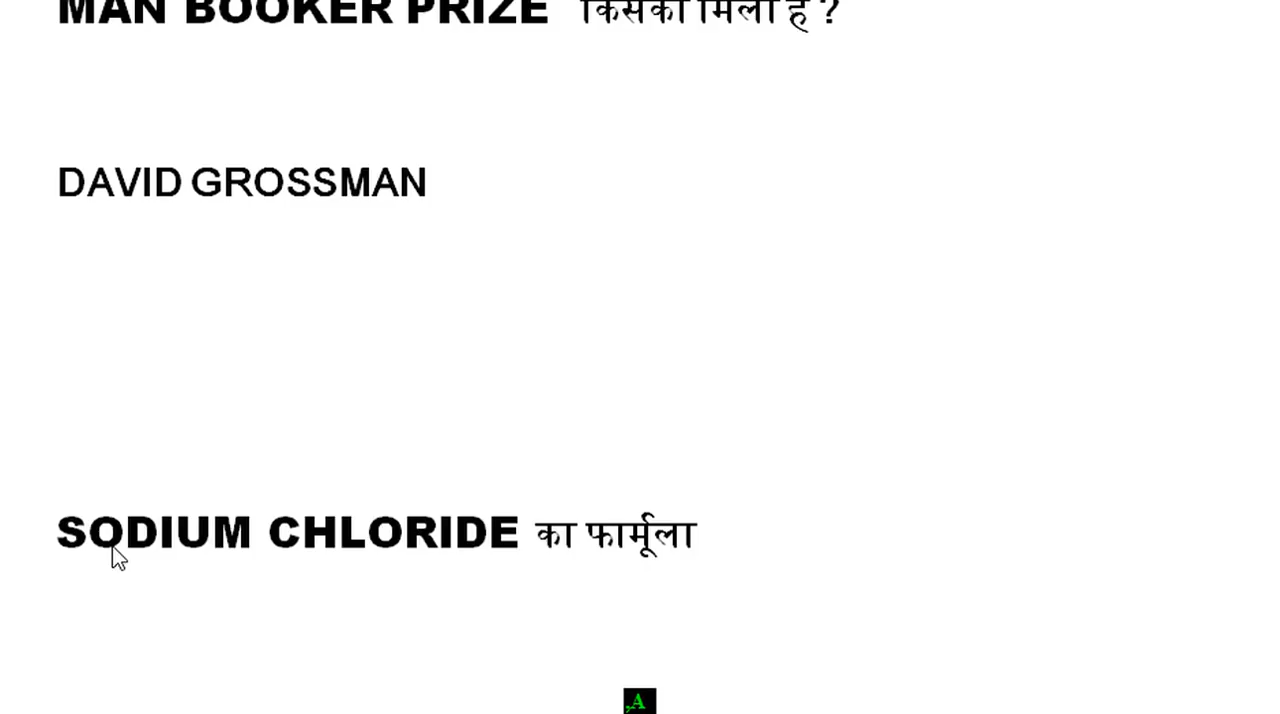 MAN BOOKER PRIZE किसको मिला है ?
DAVID GROSSMAN
SODIUM CHLORIDE का फार्मूला
A